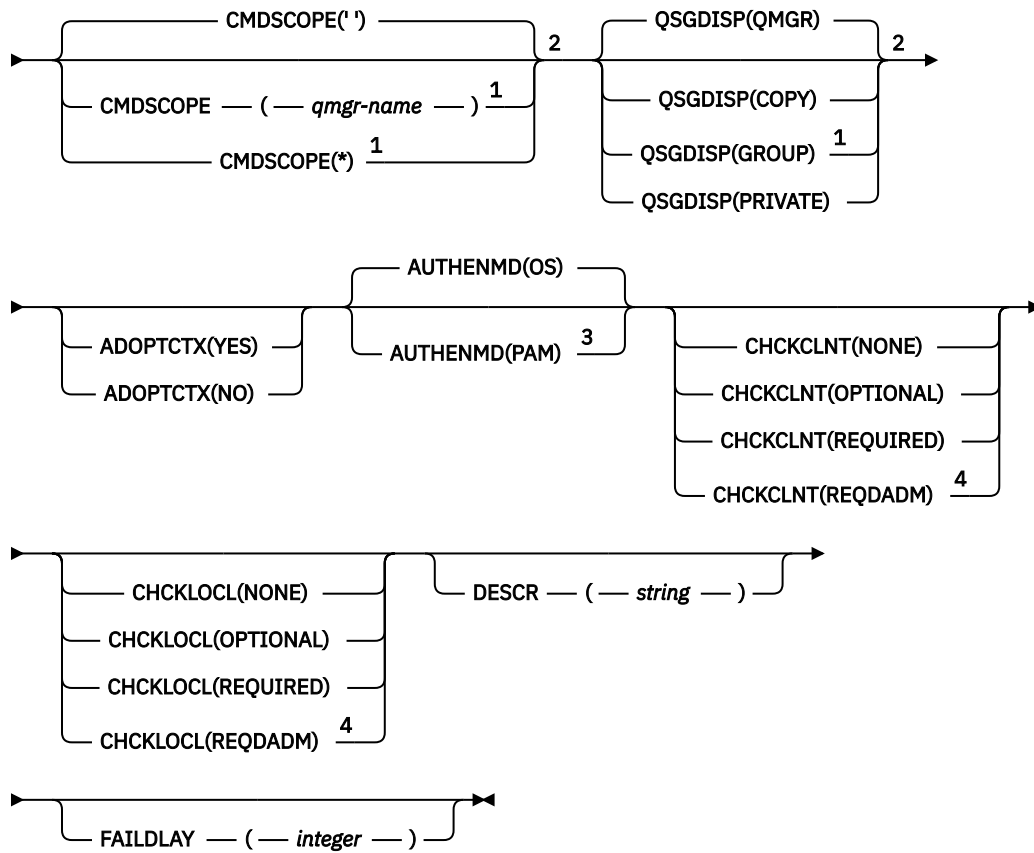 CMDSCOPE(' ')
2
CMDSCOPE ( qmgr-name ) 1
CMDSCOPE(*) 1
QSGDISP(QMGR)
2
QSGDISP(COPY)
QSGDISP(GROUP) 1
QSGDISP(PRIVATE)
ADOPTCTX(YES)
ADOPTCTX(NO)
AUTHENMD(OS)
AUTHENMD(PAM) 3
CHCKCLNT(NONE)
CHCKCLNT(OPTIONAL)
CHCKCLNT(REQUIRED)
CHCKCLNT(REQDADM) 4
CHCKLOCL(NONE)
CHCKLOCL(OPTIONAL)
CHCKLOCL(REQUIRED)
CHCKLOCL(REQDADM) 4
DESCR ( string )
FAILDLAY ( integer )